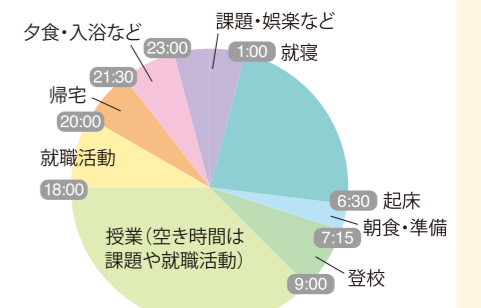 課題・娯楽など
夕食・入浴など
23:00
1:00 就寝
21:30
帰宅
20:00
就職活動
18:00
6:30 起床
朝食・準備
7:15
授業（空き時間は
課題や就職活動）
登校
9:00